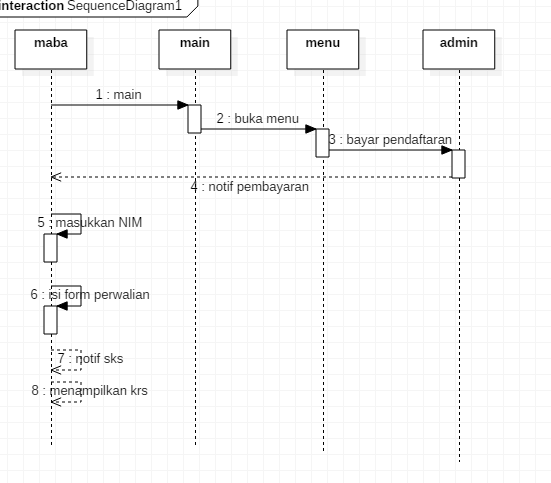 interaction SequenceDiagram1
maba main menu admin
1 : main
2 : buka menu
3 : bayar pendaftaran
4 : notif pembayaran
5 : masukkan NIM
6 : isi form perwalian
7 : notif sks
8 : menampilkan krs